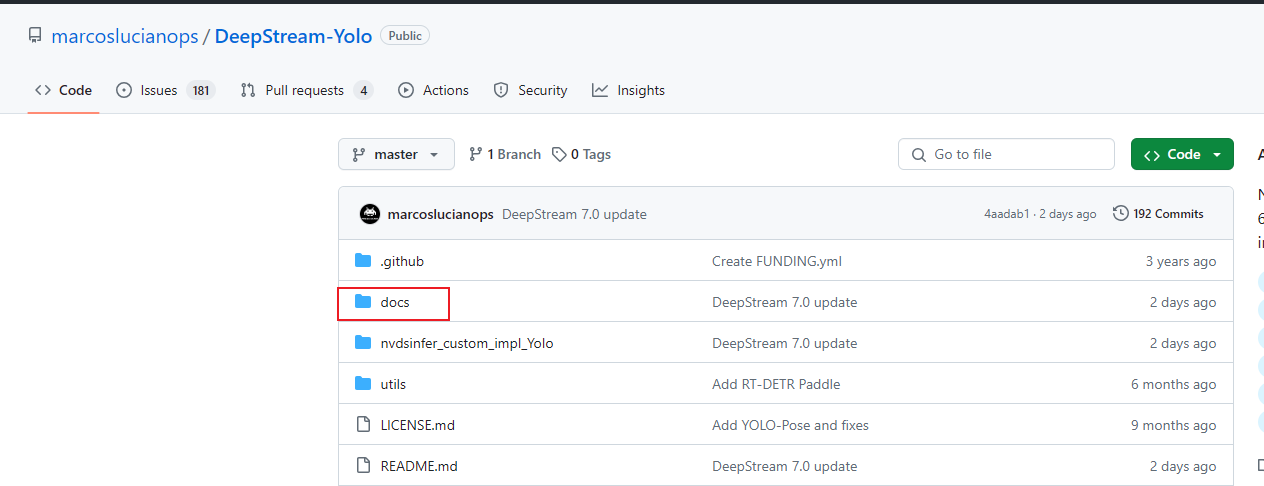 marcoslucianops / DeepStream-Yolo Public
Code Issues 181 Pull requests 4 Actions Security Insights
master 1 Branch 0 Tags Go to file Code
marcoslucianops DeepStream 7.0 update 4aadab1 · 2 days ago 192 Commits
.github Create FUNDING.yml 3 years ago
docs DeepStream 7.0 update 2 days ago
nvdsinfer_custom_impl_Yolo DeepStream 7.0 update 2 days ago
utils Add RT-DETR Paddle 6 months ago
LICENSE.md Add YOLO-Pose and fixes 9 months ago
README.md DeepStream 7.0 update 2 days ago